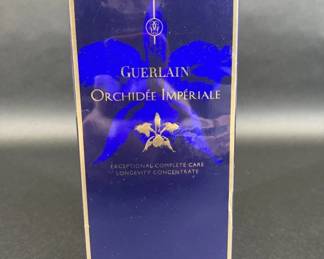 GUERLAIN
ORCHIDÉE IMPÉRIALE
EXCEPTIONAL COMPLETE CARE
LONGEVITY CONCENTRATE